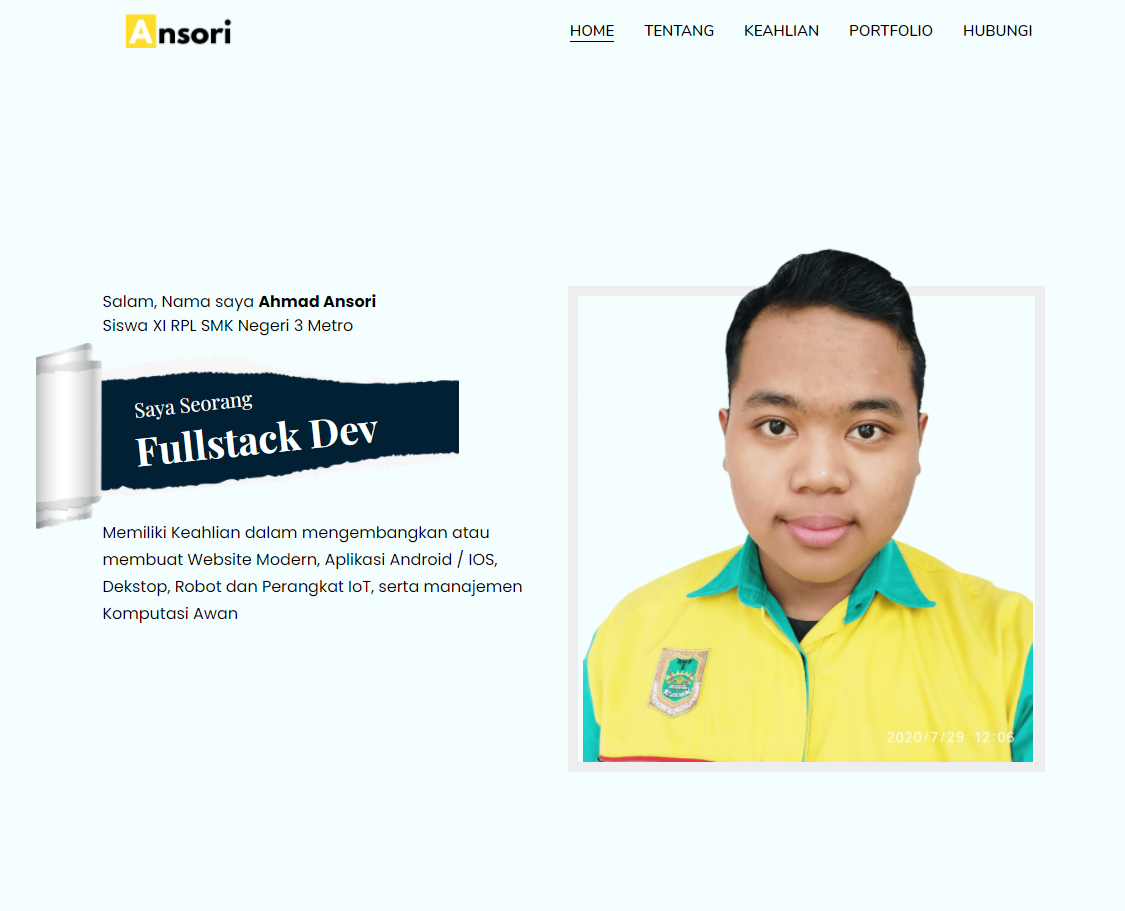 Ansori
HOME TENTANG KEAHLIAN PORTFOLIO HUBUNGI
Salam, Nama saya Ahmad Ansori
Siswa XI RPL SMK Negeri 3 Metro
Saya Seorang
Fullstack Dev
Memiliki Keahlian dalam mengembangkan atau
membuat Website Modern, Aplikasi Android / IOS,
Dekstop, Robot dan Perangkat IoT, serta manajemen
Komputasi Awan
2020/7/29 12:06